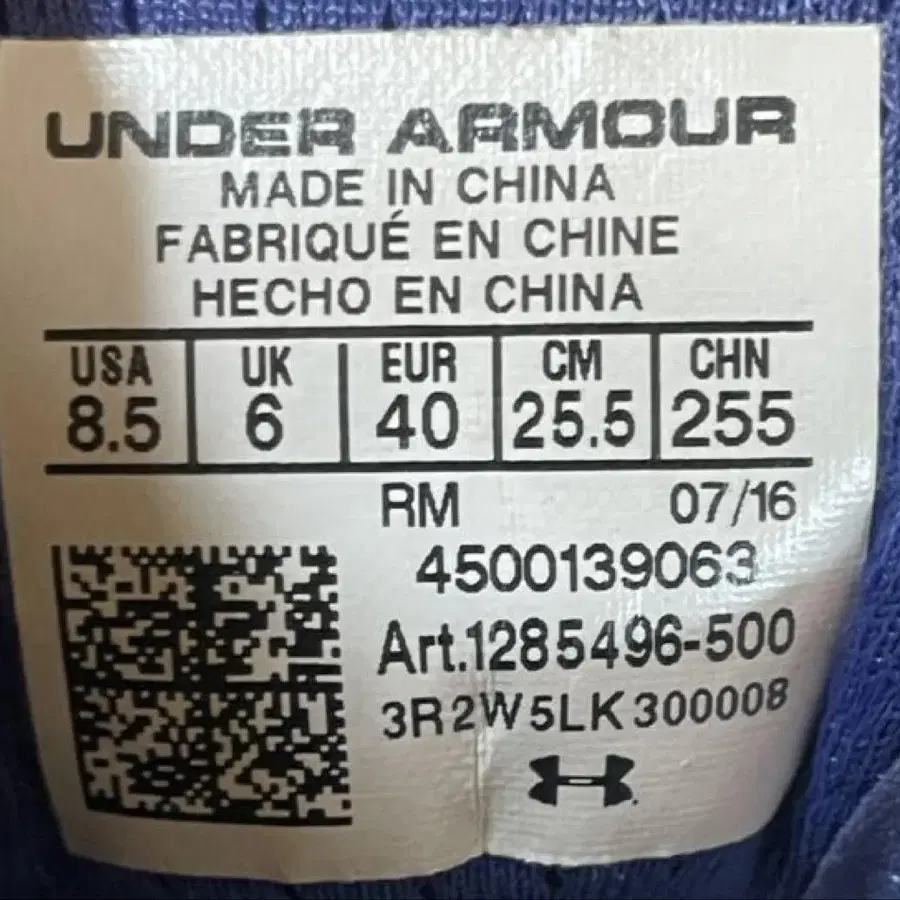 UNDER ARMOUR
MADE IN CHINA
FABRIQUÉ EN CHINE
HECHO EN CHINA
USA UK EUR CM CHN
8.5 6 40 25.5 255
RM 07/16
4500139063
Art.1285496-500
3R2W5LK300008